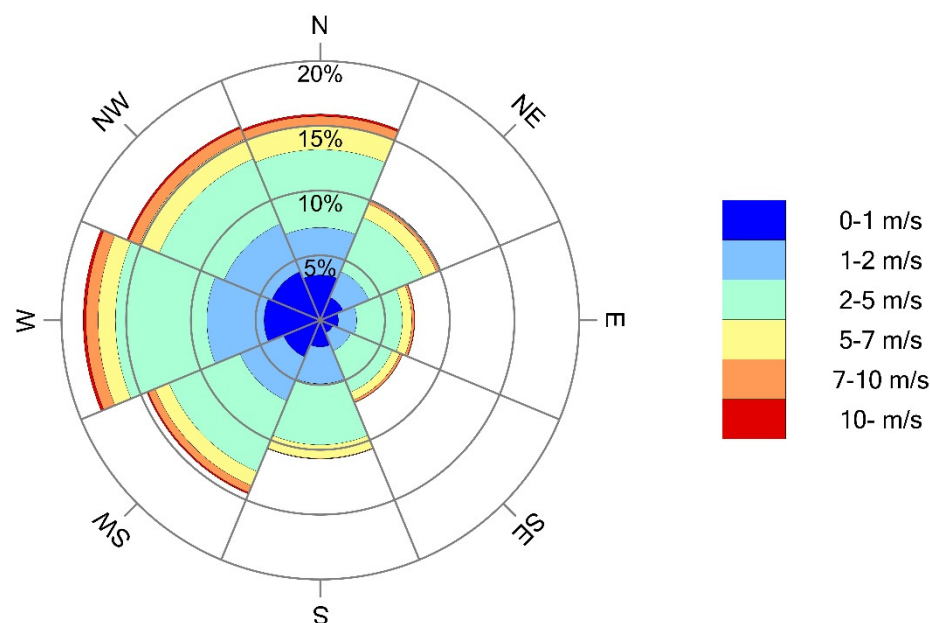 N
20%
NW
NE
15%
10%
5%
W
E
SW
SE
S
0-1 m/s
1-2 m/s
2-5 m/s
5-7 m/s
7-10 m/s
10- m/s